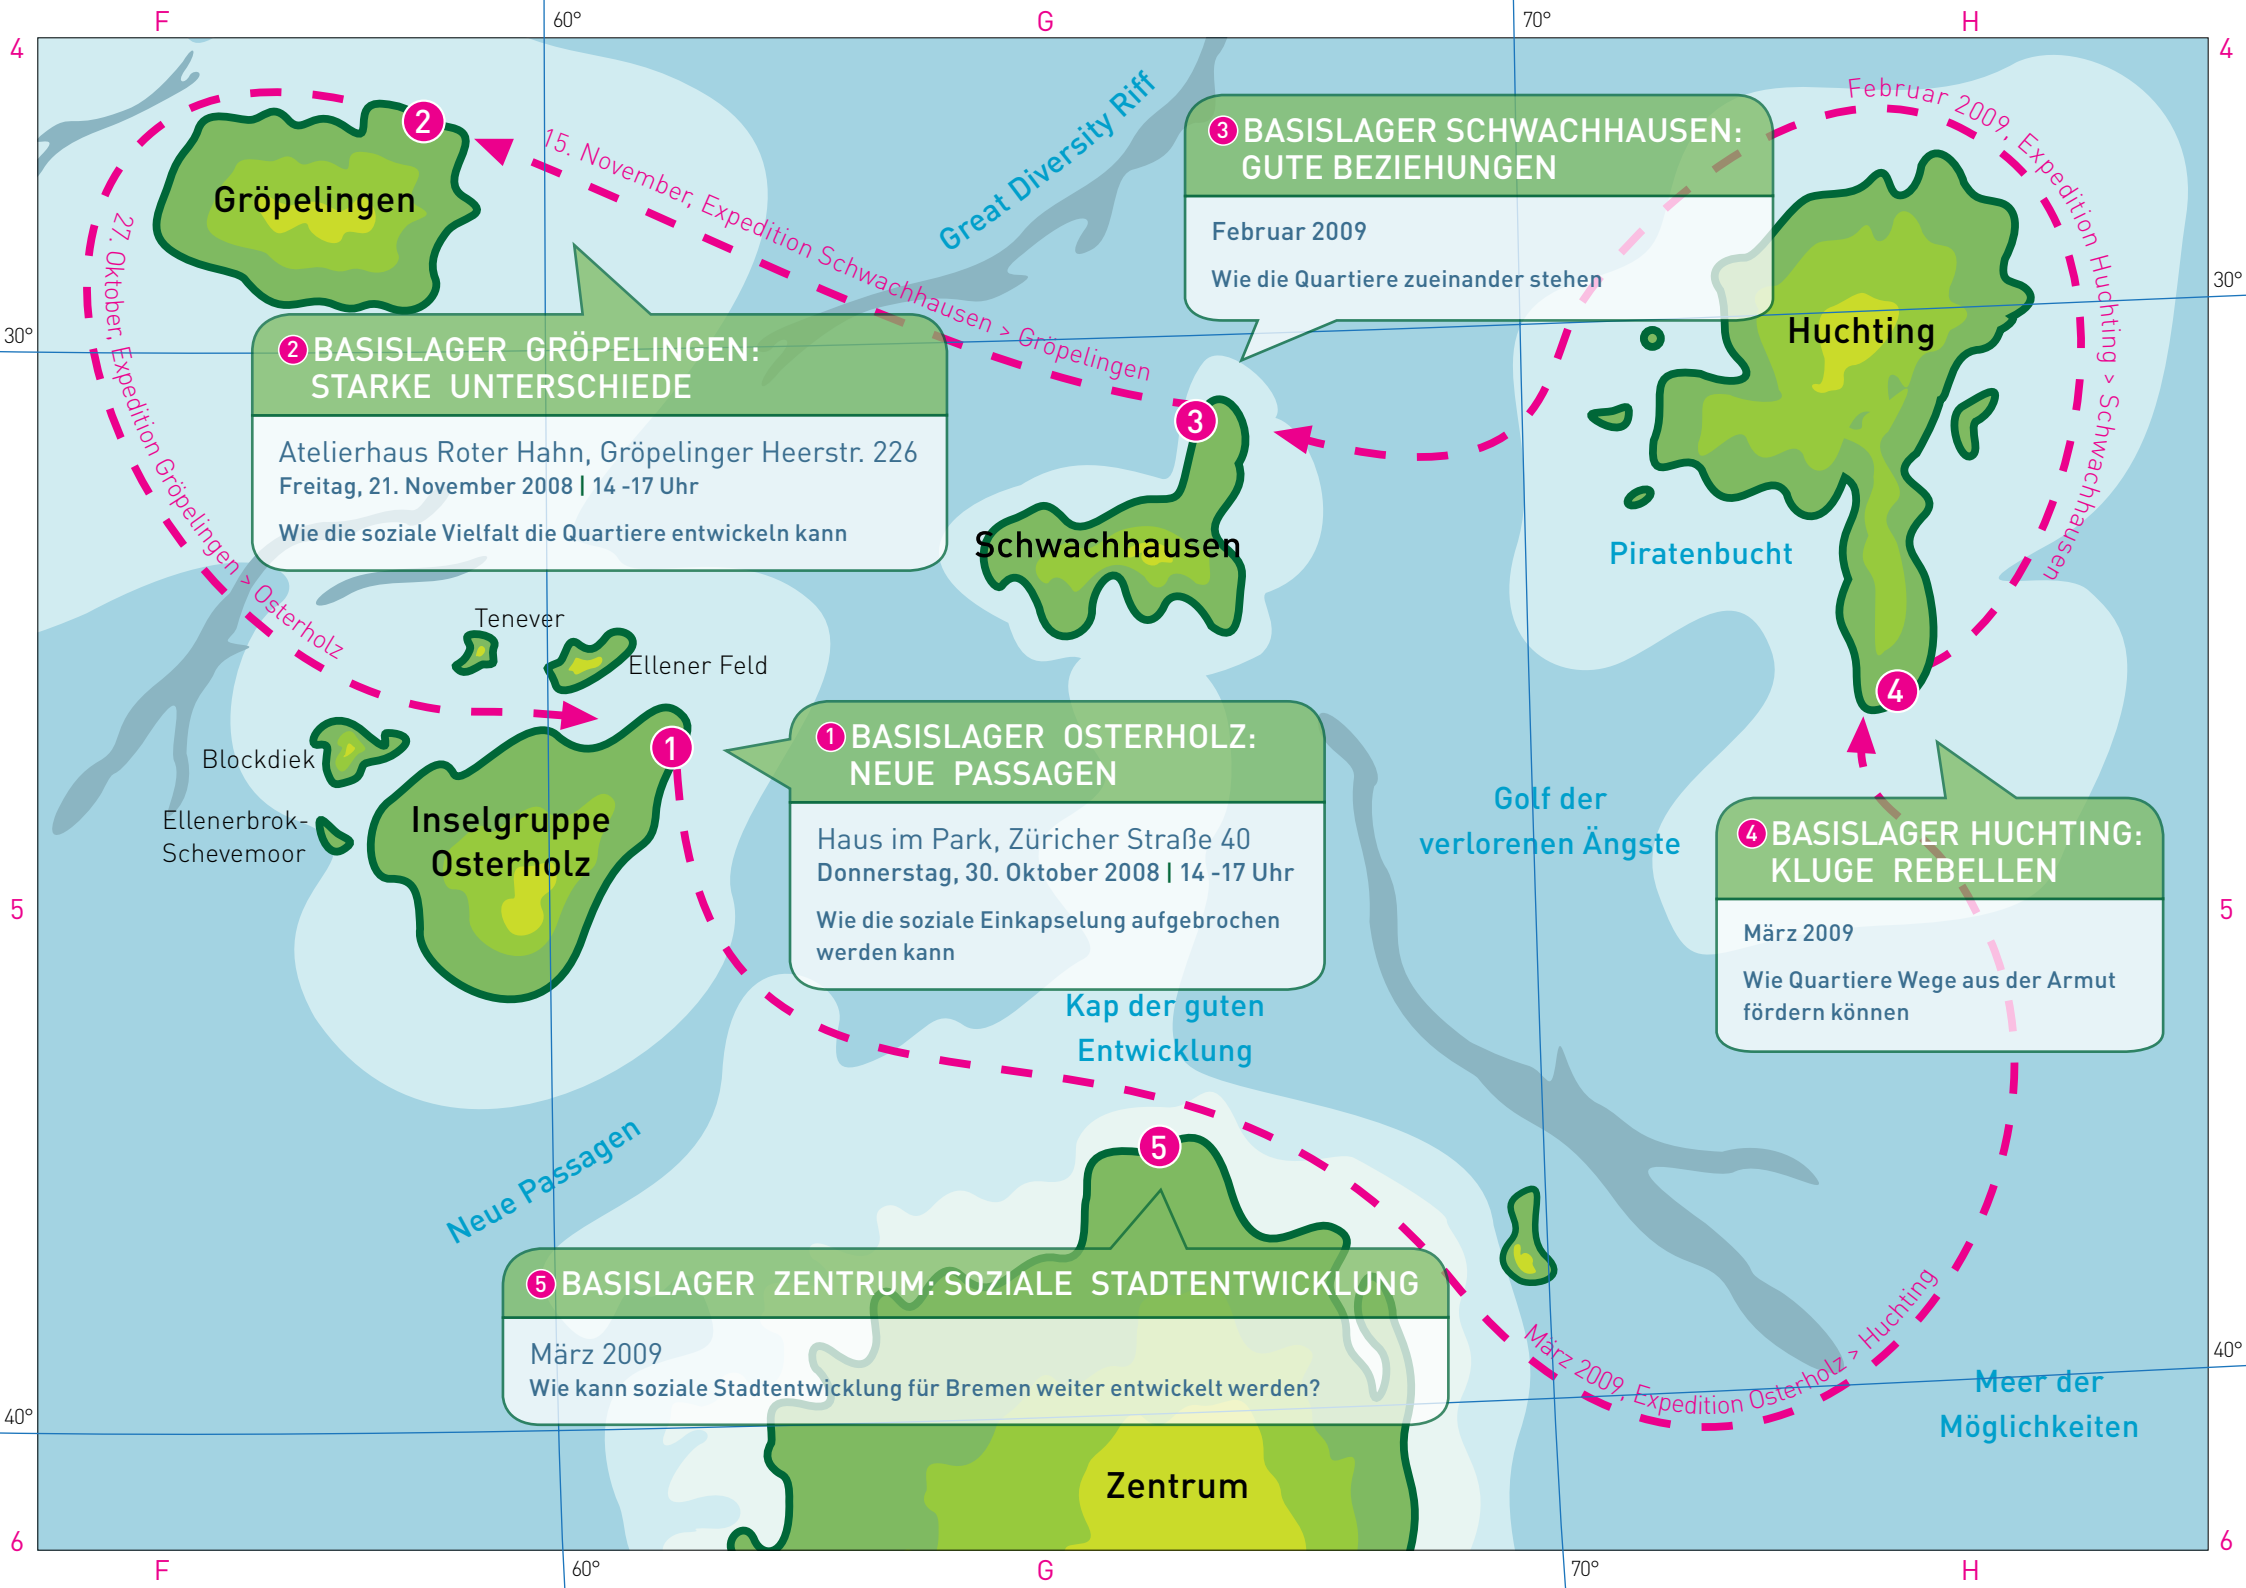 F
60°
G
70°
H
4
4
Februar 2009, Expedition Huchting > Schwachhausen
Great Diversity Riff
15. November, Expedition Schwachhausen > Gröpelingen
2
Gröpelingen
27. Oktober, Expedition Gröpelingen > Osterholz
3 BASISLAGER SCHWACHHAUSEN:
GUTE BEZIEHUNGEN
Februar 2009
Wie die Quartiere zueinander stehen
30°
30°
Huchting
2 BASISLAGER GRÖPELINGEN:
STARKE UNTERSCHIEDE
Atelierhaus Roter Hahn, Gröpelinger Heerstr. 226
Freitag, 21. November 2008 | 14 -17 Uhr
Wie die soziale Vielfalt die Quartiere entwickeln kann
3
Schwachhausen
Piratenbucht
Tenever
Ellener Feld
4
1
Blockdiek
Ellenerbrok-
Schevemoor
Inselgruppe
Osterholz
1 BASISLAGER OSTERHOLZ:
NEUE PASSAGEN
Haus im Park, Züricher Straße 40
Donnerstag, 30. Oktober 2008 | 14 -17 Uhr
Wie die soziale Einkapselung aufgebrochen
werden kann
Golf der
verlorenen Ängste
4 BASISLAGER HUCHTING:
KLUGE REBELLEN
März 2009
Wie Quartiere Wege aus der Armut
fördern können
5
5
Kap der guten
Entwicklung
Neue Passagen
5
5 BASISLAGER ZENTRUM: SOZIALE STADTENTWICKLUNG
März 2009
Wie kann soziale Stadtentwicklung für Bremen weiter entwickelt werden?
März 2009, Expedition Osterholz > Huchting
40°
40°
Meer der
Möglichkeiten
Zentrum
6
6
F
60°
G
70°
H